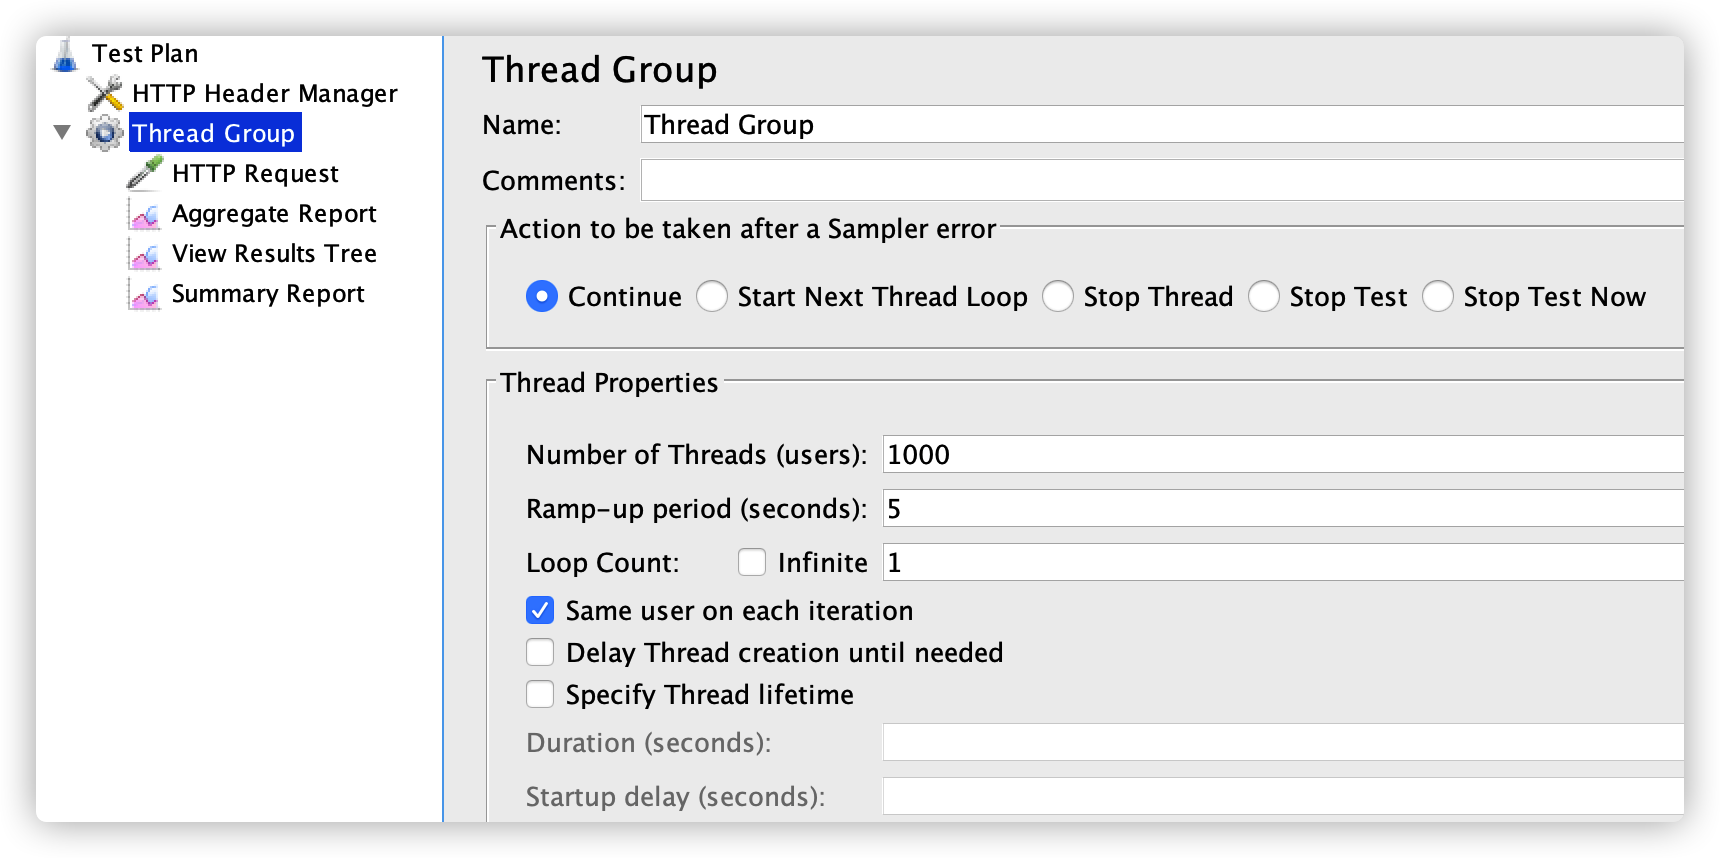 Test Plan
HTTP Header Manager
Thread Group
HTTP Request
Aggregate Report
View Results Tree
Summary Report
Thread Group
Name: Thread Group
Comments:
Action to be taken after a Sampler error
Continue Start Next Thread Loop Stop Thread Stop Test Stop Test Now
Thread Properties
Number of Threads (users): 1000
Ramp-up period (seconds): 5
Loop Count: Infinite 1
Same user on each iteration
Delay Thread creation until needed
Specify Thread lifetime
Duration (seconds):
Startup delay (seconds):